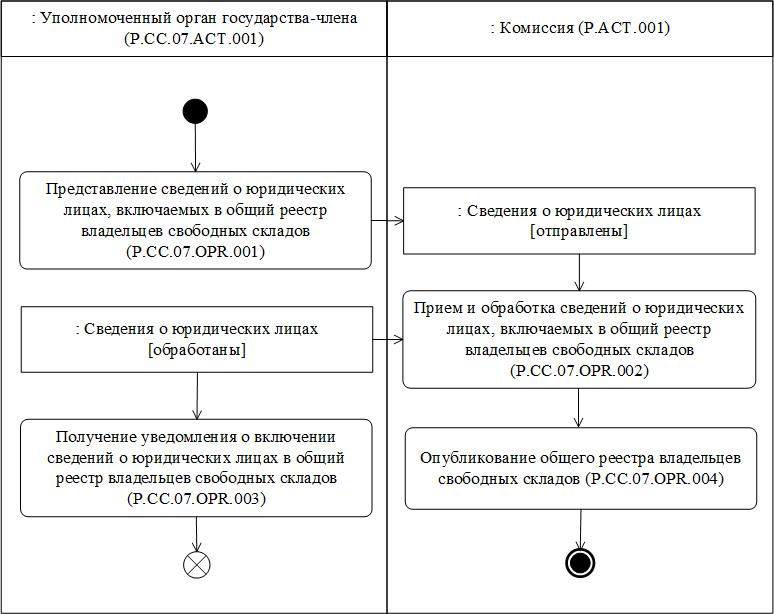 : Уполномоченный орган государства-члена
(P.CC.07.ACT.001)
: Комиссия (P.ACT.001)
Представление сведений о юридических
лицах, включаемых в общий реестр
владельцев свободных складов
(P.CC.07.OPR.001)
: Сведения о юридических лицах
[отправлены]
Прием и обработка сведений о юридических
лицах, включаемых в общий реестр
владельцев свободных складов
(P.CC.07.OPR.002)
: Сведения о юридических лицах
[обработаны]
Получение уведомления о включении
сведений о юридических лицах в общий
реестр владельцев свободных складов
(P.CC.07.OPR.003)
Опубликование общего реестра владельцев
свободных складов (P.CC.07.OPR.004)